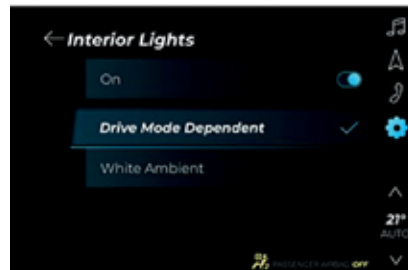 Interior Lights
On
Drive Mode Dependent
White Ambient
21°
AUTO
PASSENGER AIRBAG OFF